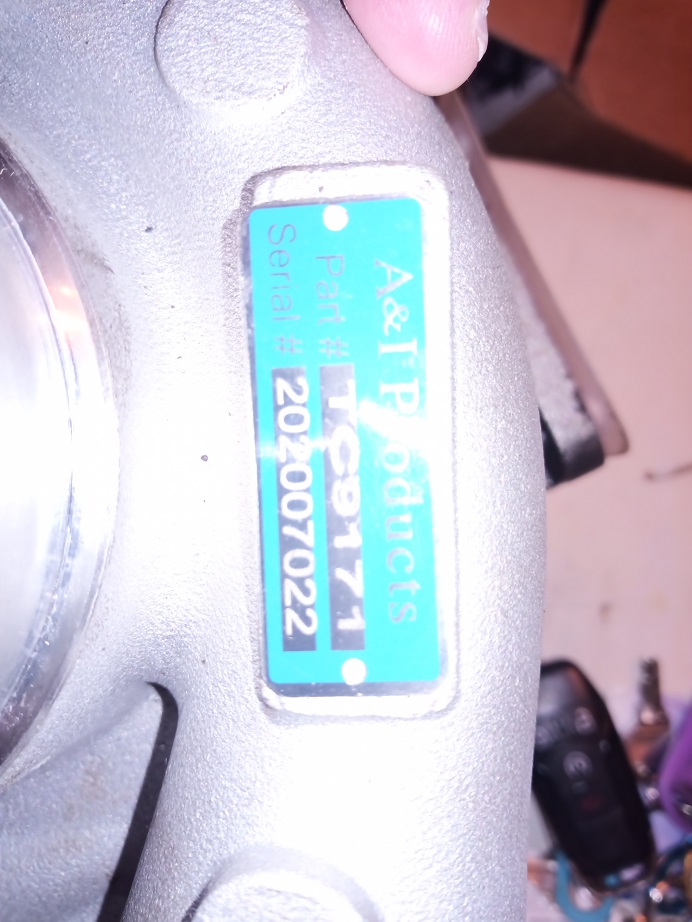 A&I Products
Part # TC9171
Serial # 202007022